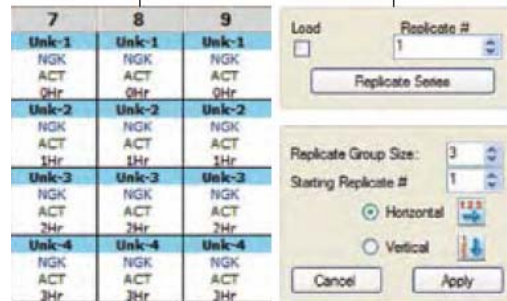 7 8 9
Unk-1 Unk-1 Unk-1
NGK NGK NGK
ACT ACT ACT
0Hr 0Hr 0Hr
Unk-2 Unk-2 Unk-2
NGK NGK NGK
ACT ACT ACT
1Hr 1Hr 1Hr
Unk-3 Unk-3 Unk-3
NGK NGK NGK
ACT ACT ACT
2Hr 2Hr 2Hr
Unk-4 Unk-4 Unk-4
NGK NGK NGK
ACT ACT ACT
3Hr 3Hr 3Hr
Load Replicate #
1
Replicate Series
Replicate Group Size: 3
Starting Replicate # 1
Horizontal 1 2 3
Vertical
Cancel Apply